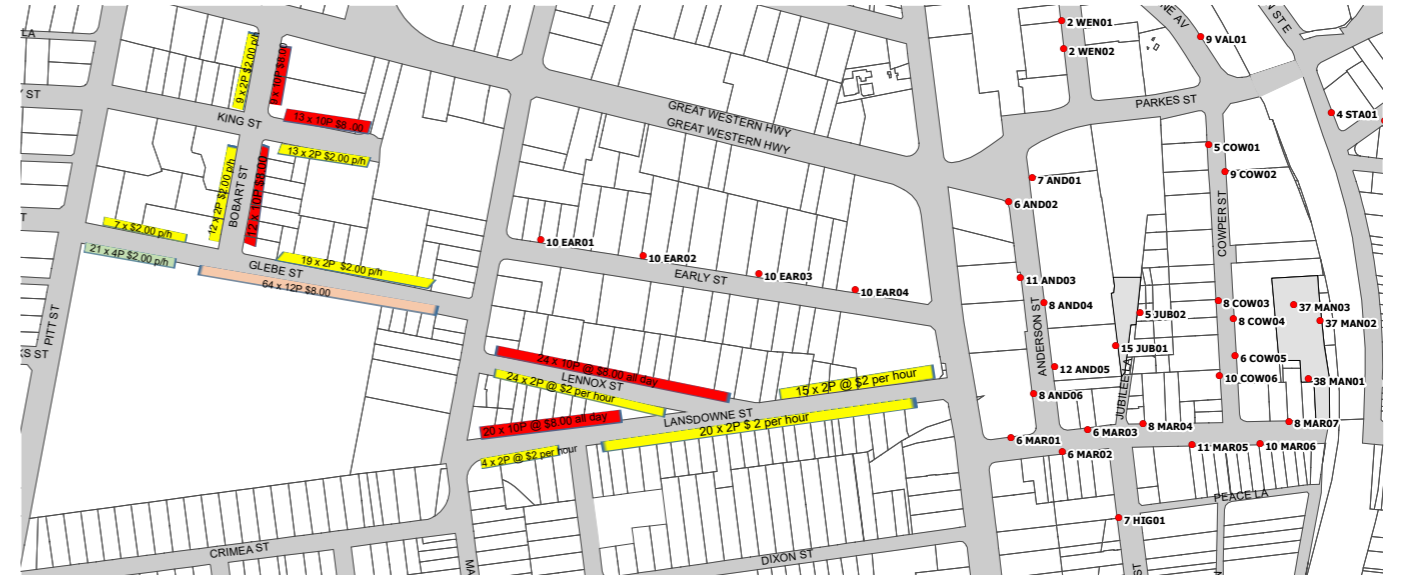 LA
Y ST
T
KS ST
PITT ST
9 x 2P $2.00 p/h
9 x 10P $8.00
KING ST
13 x 10P $8.00
13 x 2P $2.00 p/h
12 x 2P $2.00 p/h
BOBART ST
12 x 10P $8.00
7 x $2.00 p/h
21 x 4P $2.00 p/h
GLEBE ST
19 x 2P $2.00 p/h
64 x 12P $8.00
GREAT WESTERN HWY
GREAT WESTERN HWY
10 EAR01
10 EAR02
EARLY ST
10 EAR03
10 EAR04
24 x 10P @ $8.00 all day
LENNOX ST
24 x 2P @ $2 per hour
20 x 10P @ $8.00 all day
4 x 2P @ $2 per hour
LANSDOWNE ST
15 x 2P @ $2 per hour
20 x 2P $ 2 per hour
CRIMEA ST
MA
DIXON ST
2 WEN01
2 WEN02
NE AV
9 VAL01
N ST E
PARKES ST
4 STA01
5 COW01
9 COW02
COWPER ST
7 AND01
6 AND02
11 AND03
8 AND04
ANDERSON ST
12 AND05
8 AND06
5 JUB02
15 JUB01
JUBILEE LA
8 COW03
8 COW04
6 COW05
10 COW06
37 MAN03
37 MAN02
38 MAN01
6 MAR01
6 MAR02
6 MAR03
8 MAR04
11 MAR05
10 MAR06
8 MAR07
PEACE LA
7 HIG01
ST
N